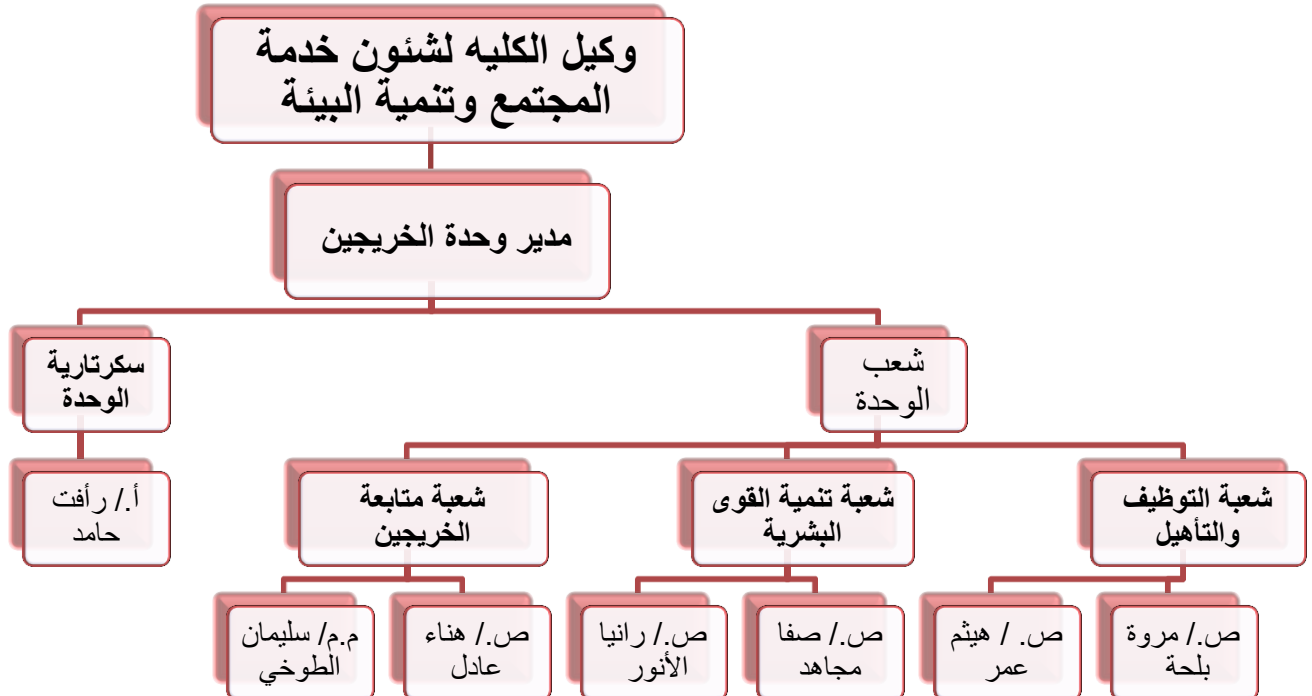 وكيل الكليه لشئون خدمة
المجتمع وتنمية البيئة
مدير وحدة الخريجين
شعب
الوحدة
سكرتارية
الوحدة
شعبة التوظيف
والتأهيل
شعبة تنمية القوى
البشرية
شعبة متابعة
الخريجين
أ./ رأفت
حامد
ص./ مروة
بلحة
ص. / هيثم
عمر
ص./ صفا
مجاهد
ص./ رانيا
الأنور
ص./ هناء
عادل
م.م/ سليمان
الطوخي